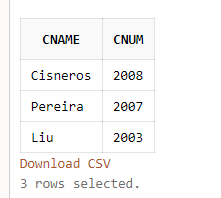 CNAME CNUM
Cisneros 2008
Pereira 2007
Liu 2003
Download CSV
3 rows selected.